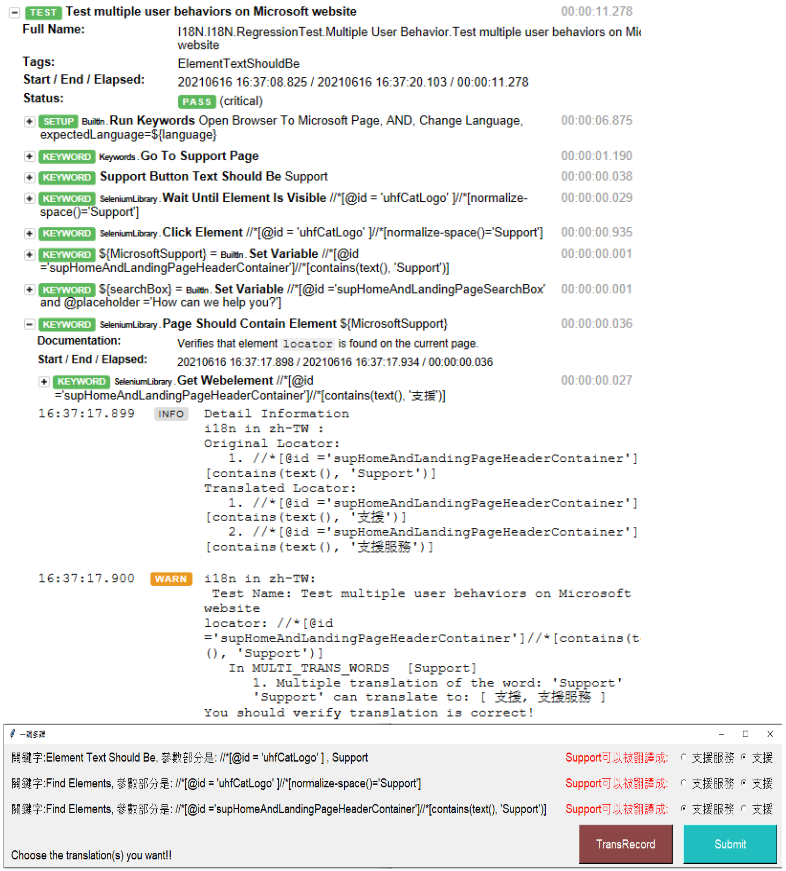 TEST Test multiple user behaviors on Microsoft website 00:00:11.278
Full Name: I18N.I18N.RegressionTest.Multiple User Behavior.Test multiple user behaviors on Mic
website
Tags: ElementTextShouldBe
Start / End / Elapsed: 20210616 16:37:08.825 / 20210616 16:37:20.103 / 00:00:11.278
Status: PASS (critical)
SETUP BuiltIn.Run Keywords Open Browser To Microsoft Page, AND, Change Language, 00:00:06.875
expectedLanguage=${language}
KEYWORD Keywords.Go To Support Page 00:00:01.190
KEYWORD Support Button Text Should Be Support 00:00:00.038
KEYWORD SeleniumLibrary.Wait Until Element Is Visible //*[@id = 'uhfCatLogo' ]//*[normalize- 00:00:00.029
space()='Support']
KEYWORD SeleniumLibrary.Click Element //*[@id = 'uhfCatLogo' ]//*[normalize-space()='Support'] 00:00:00.935
KEYWORD ${MicrosoftSupport} = BuiltIn.Set Variable //*[@id 00:00:00.001
='supHomeAndLandingPageHeaderContainer']//*[contains(text(), 'Support')]
KEYWORD ${searchBox} = BuiltIn.Set Variable //*[@id ='supHomeAndLandingPageSearchBox' 00:00:00.001
and @placeholder ='How can we help you?']
KEYWORD SeleniumLibrary.Page Should Contain Element ${MicrosoftSupport} 00:00:00.036
Documentation: Verifies that element locator is found on the current page.
Start / End / Elapsed: 20210616 16:37:17.898 / 20210616 16:37:17.934 / 00:00:00.036
KEYWORD SeleniumLibrary.Get Webelement //*[@id 00:00:00.027
='supHomeAndLandingPageHeaderContainer']//*[contains(text(), '支援')]
16:37:17.899 INFO Detail Information
i18n in zh-TW :
Original Locator:
1. //*[@id ='supHomeAndLandingPageHeaderContainer']
[contains(text(), 'Support')]
Translated Locator:
1. //*[@id ='supHomeAndLandingPageHeaderContainer']
[contains(text(), '支援')]
2. //*[@id ='supHomeAndLandingPageHeaderContainer']
[contains(text(), '支援服務')]
16:37:17.900 WARN i18n in zh-TW:
Test Name: Test multiple user behaviors on Microsoft
website
locator: //*[@id
='supHomeAndLandingPageHeaderContainer']//*[contains(t
(), 'Support')]
In MULTI_TRANS_WORDS [Support]
1. Multiple translation of the word: 'Support'
'Support' can translate to: [ 支援, 支援服務 ]
You should verify translation is correct!
一詞多譯
關鍵字:Element Text Should Be, 參數部分是: //*[@id = 'uhfCatLogo' ] , Support Support可以被翻譯成: 支援服務 支援
關鍵字:Find Elements, 參數部分是: //*[@id = 'uhfCatLogo' ]//*[normalize-space()='Support'] Support可以被翻譯成: 支援服務 支援
關鍵字:Find Elements, 參數部分是: //*[@id ='supHomeAndLandingPageHeaderContainer']//*[contains(text(), 'Support')] Support可以被翻譯成: 支援服務 支援
TransRecord Submit
Choose the translation(s) you want!!